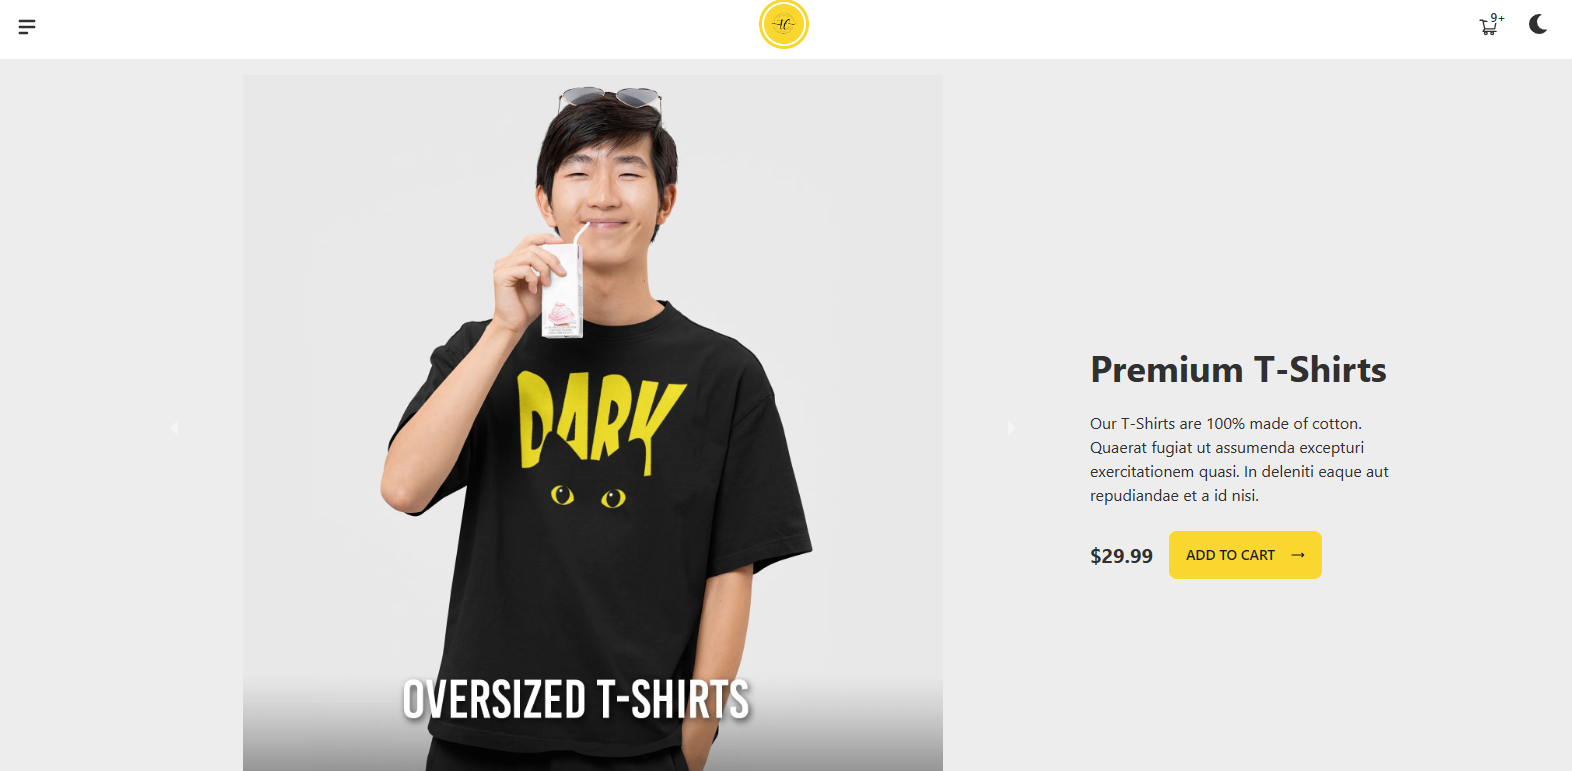 9+
DARK
OVERSIZED T-SHIRTS
Premium T-Shirts
Our T-Shirts are 100% made of cotton.
Quaerat fugiat ut assumenda excepturi
exercitationem quasi. In deleniti eaque aut
repudiandae et a id nisi.
$29.99 ADD TO CART →